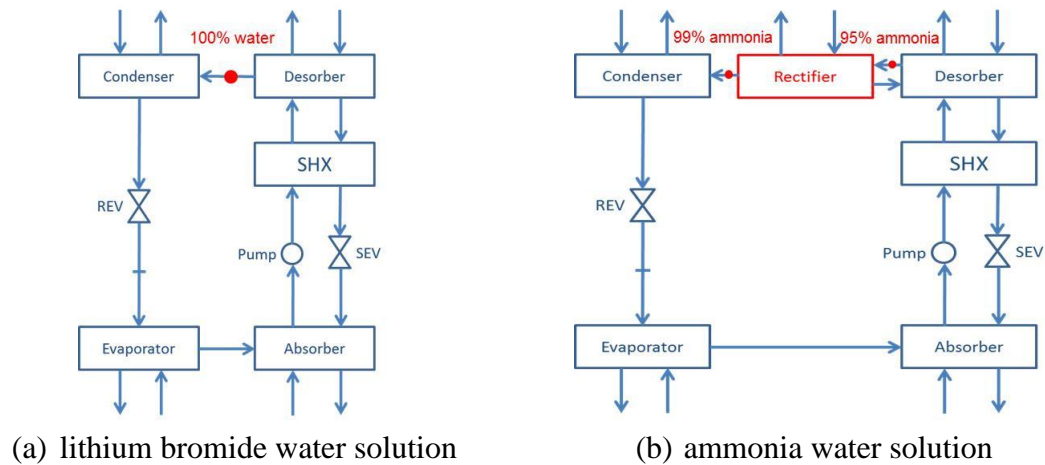 100% water
Condenser
Desorber
SHX
REV
Pump
SEV
Evaporator
Absorber
(a) lithium bromide water solution
99% ammonia
95% ammonia
Condenser
Rectifier
Desorber
SHX
REV
Pump
SEV
Evaporator
Absorber
(b) ammonia water solution